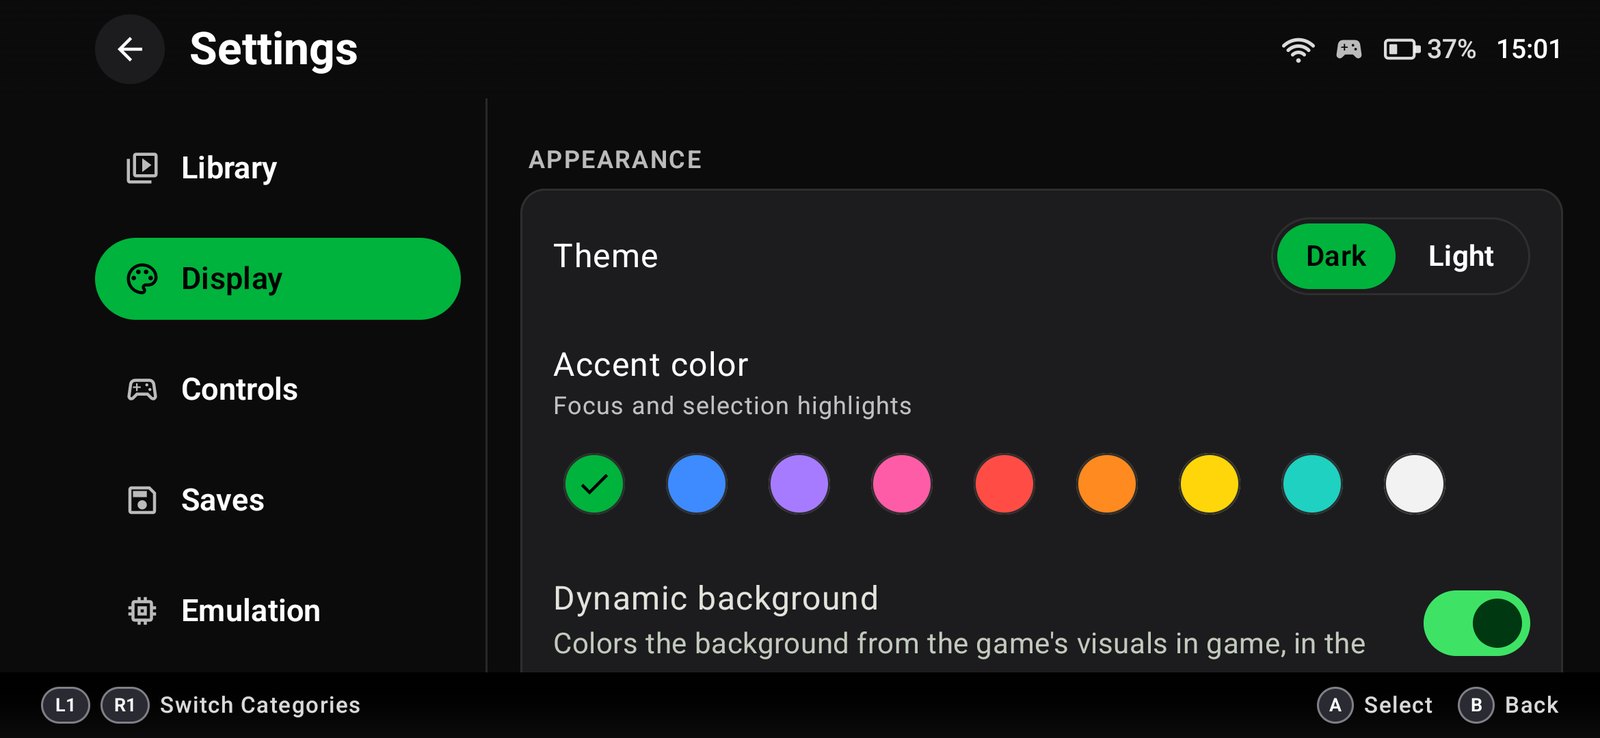 Settings
37% 15:01
Library
Display
Controls
Saves
Emulation
APPEARANCE
Theme
Dark Light
Accent color
Focus and selection highlights
Dynamic background
Colors the background from the game's visuals in game, in the
L1 R1 Switch Categories
A Select B Back